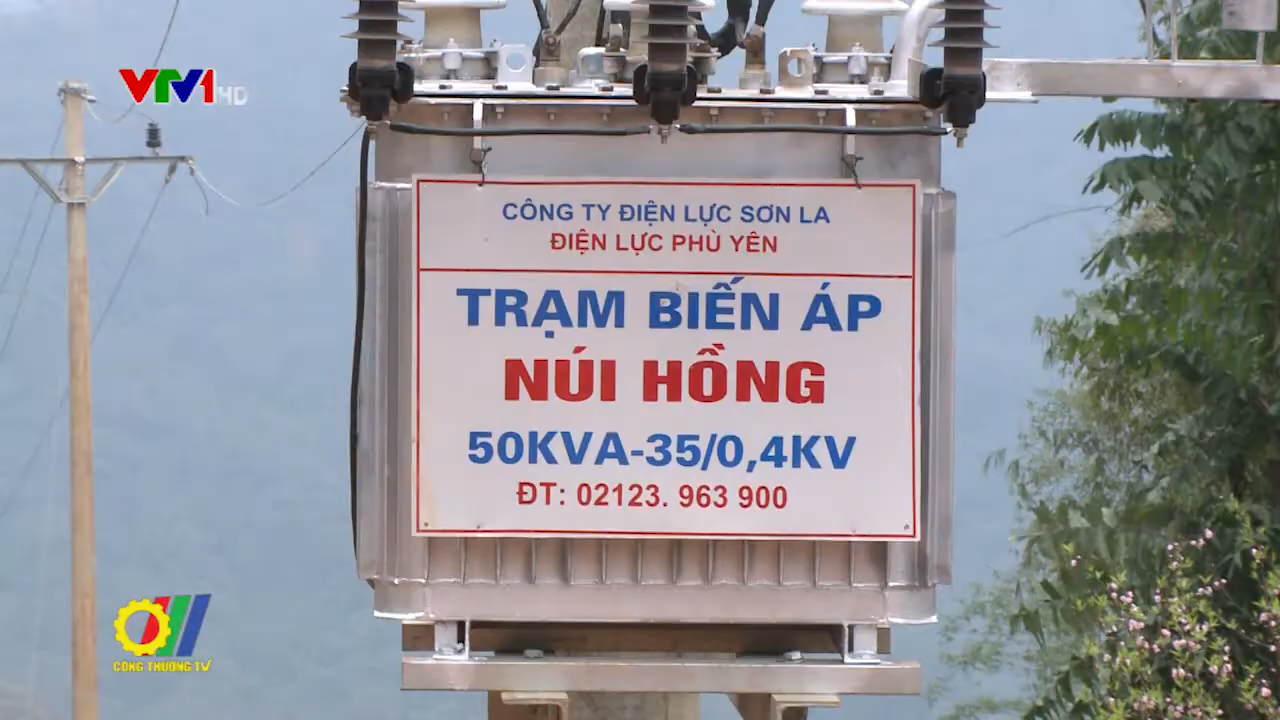 VTV1 HD
CÔNG TY ĐIỆN LỰC SƠN LA
ĐIỆN LỰC PHÙ YÊN
TRẠM BIẾN ÁP
NÚI HỒNG
50KVA-35/0,4KV
ĐT: 02123. 963 900
CÔNG THƯƠNG TV